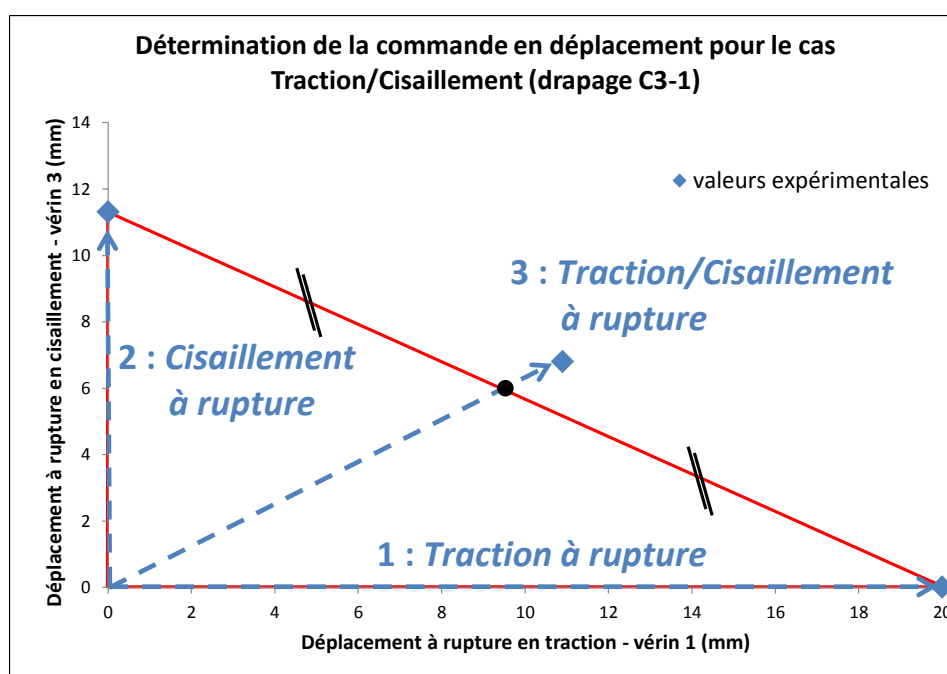 Détermination de la commande en déplacement pour le cas
Traction/Cisaillement (drapage C3-1)
Déplacement à rupture en cisaillement - vérin 3 (mm)
14
12
10
8
6
4
2
0
valeurs expérimentales
3 : Traction/Cisaillement
à rupture
2 : Cisaillement
à rupture
1 : Traction à rupture
0 2 4 6 8 10 12 14 16 18 20
Déplacement à rupture en traction - vérin 1 (mm)